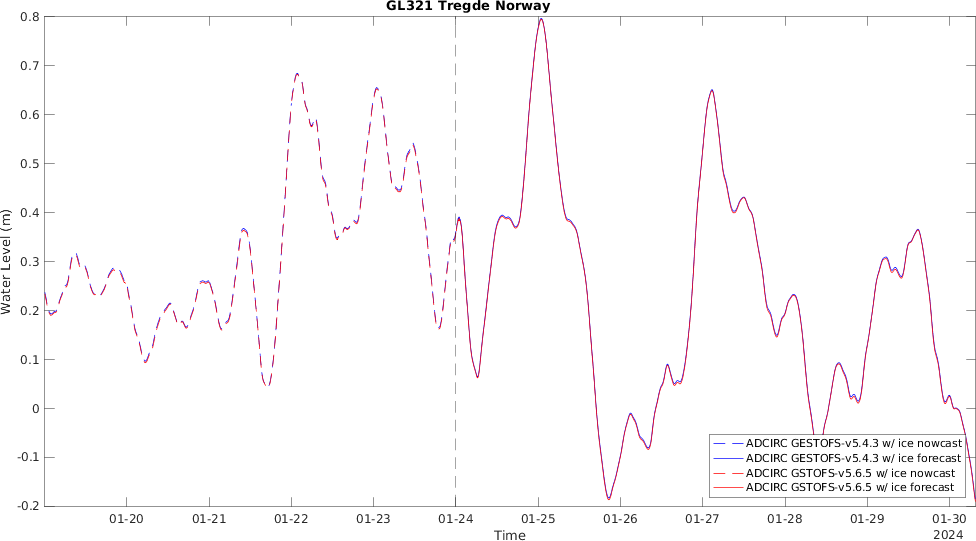 GL321 Tregde Norway
0.8
0.7
0.6
0.5
0.4
0.3
0.2
0.1
0
-0.1
-0.2
Water Level (m)
ADCIRC GESTOFS-v5.4.3 w/ ice nowcast
ADCIRC GESTOFS-v5.4.3 w/ ice forecast
ADCIRC GSTOFS-v5.6.5 w/ ice nowcast
ADCIRC GSTOFS-v5.6.5 w/ ice forecast
01-20 01-21 01-22 01-23 01-24 01-25 01-26 01-27 01-28 01-29 01-30
Time 2024